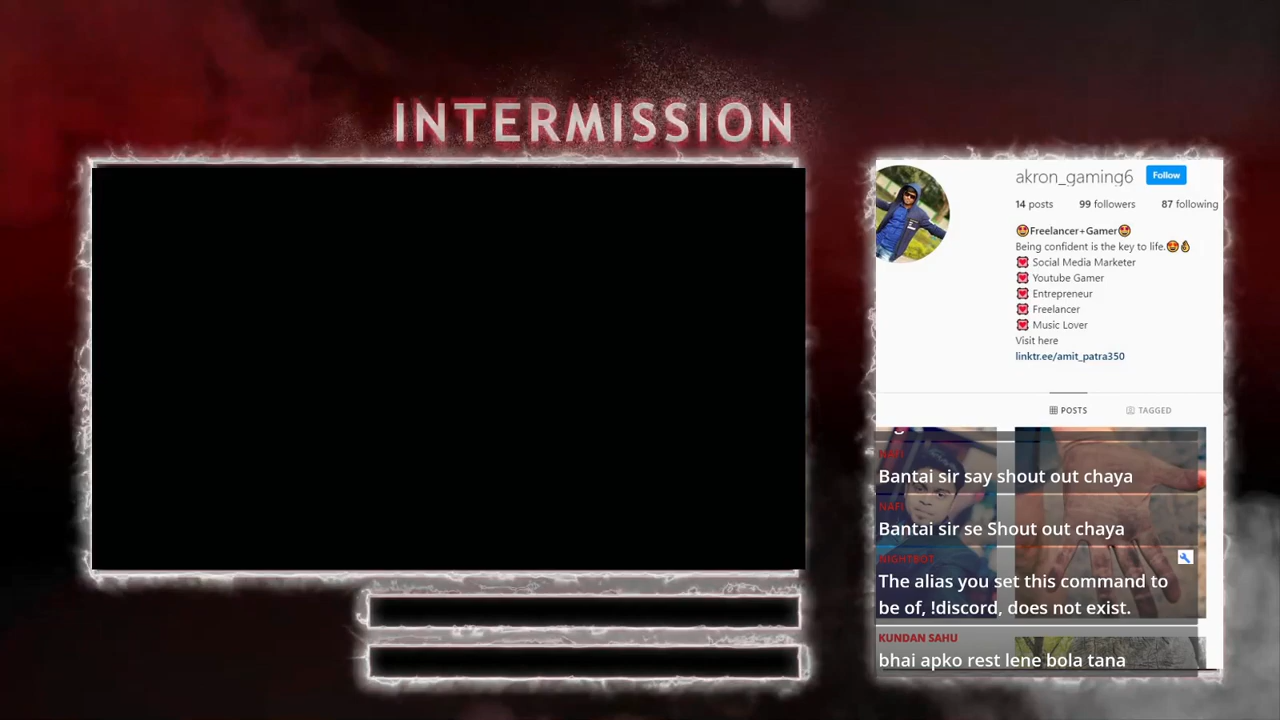 INTERMISSION
akron_gaming6 Follow
14 posts 99 followers 87 following
😍Freelancer+Gamer😍
Being confident is the key to life.😍👌
💟 Social Media Marketer
💟 Youtube Gamer
💟 Entrepreneur
💟 Freelancer
💟 Music Lover
Visit here
linktr.ee/amit_patra350
POSTS TAGGED
NAFI
Bantai sir say shout out chaya
NAFI
Bantai sir se Shout out chaya
NIGHTBOT
The alias you set this command to
be of, !discord, does not exist.
KUNDAN SAHU
bhai apko rest lene bola tana